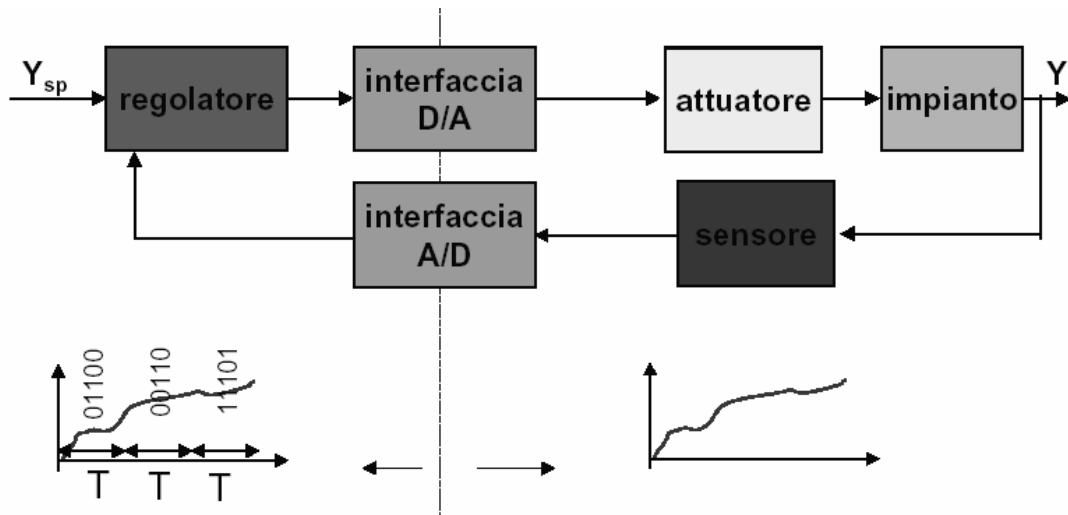 Ysp
regolatore
interfaccia
D/A
attuatore
impianto
Y
interfaccia
A/D
sensore
01100
00110
11101
T
T
T